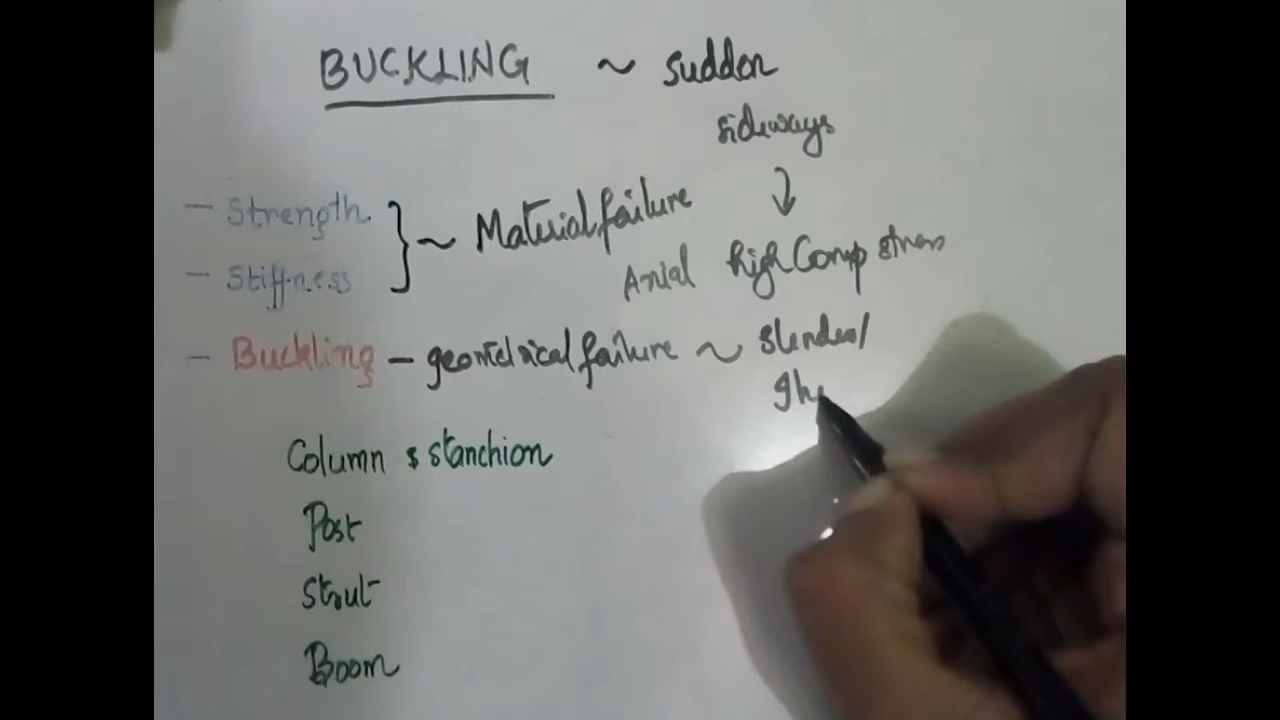 BUCKLING ~ sudden
sideways
↓
- Strength
- Stiffness } ~ Material failure
Axial high Comp stress
- Buckling - geometrical failure ~ slender/
Column & stanchion
Post
Strut
Boom